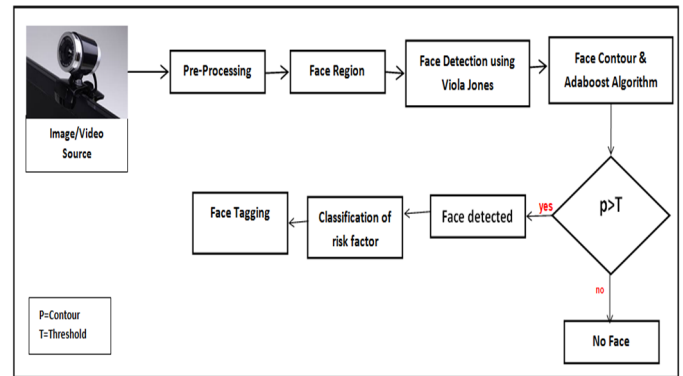 Image/Video
Source
Pre-Processing
Face Region
Face Detection using
Viola Jones
Face Contour &
Adaboost Algorithm
p>T
yes
Face detected
Classification of
risk factor
Face Tagging
no
No Face
P=Contour
T=Threshold